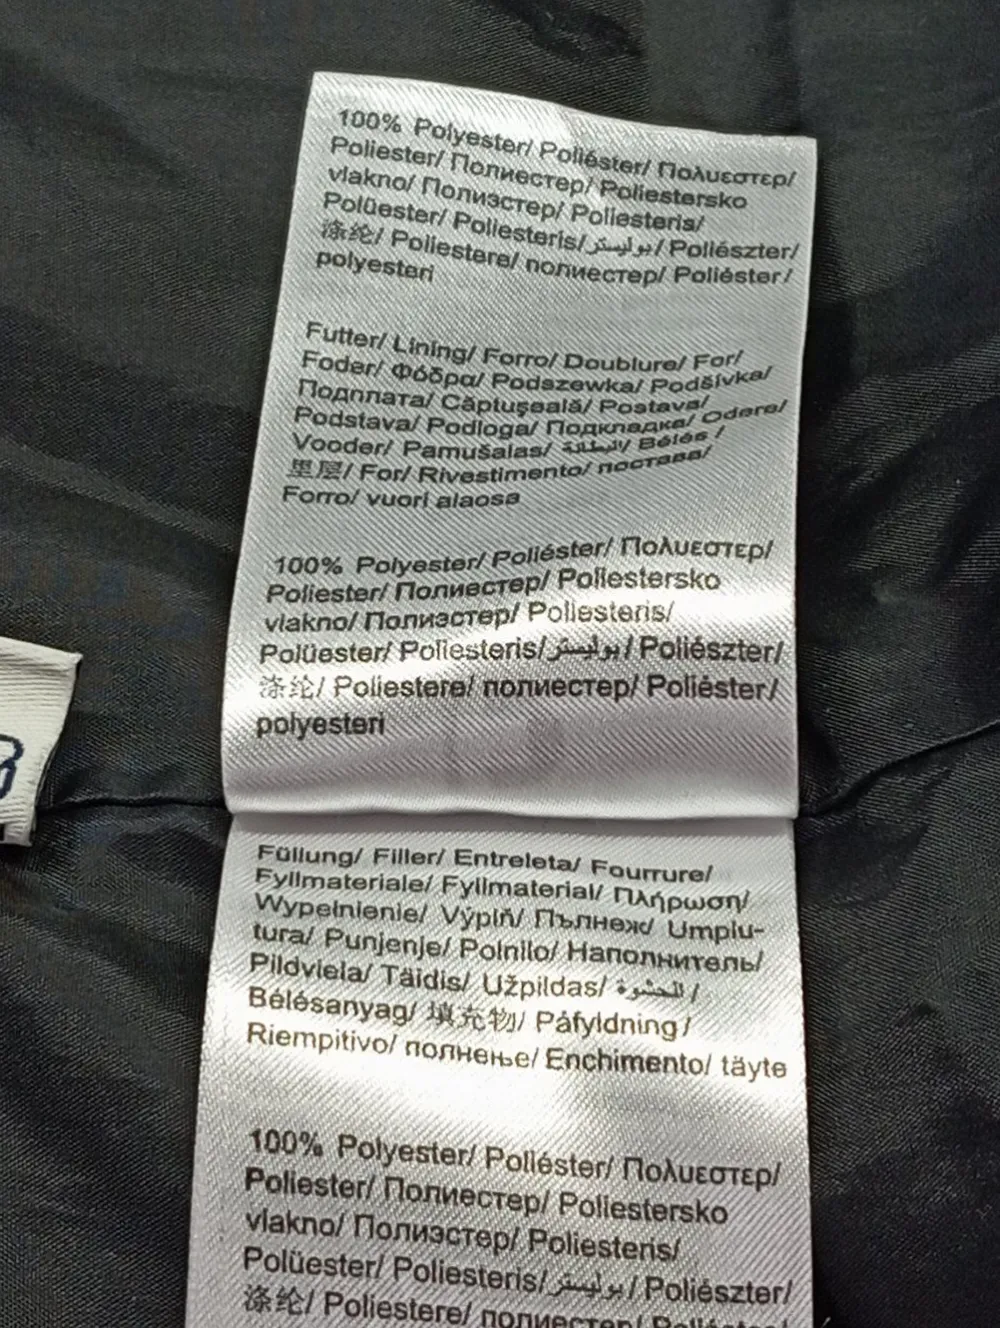 100% Polyester/ Poliéster/ Πολυεστερ/
Poliester/ Полиестер/ Poliestersko
vlakno/ Полиэстер/ Poliesteris/
Polüester/ Poliesteris/بوليستر/ Poliészter/
涤纶/ Poliestere/ полиестер/ Poliéster/
polyesteri
Futter/ Lining/ Forro/ Doublure/ For/
Foder/ Φόδρα/ Podszewka/ Podšívka/
Подплата/ Căptuşeală/ Postava/
Podstava/ Podloga/ Подкладка/ Odere/
Vooder/ Pamušalas/ البطانة/ Bélés /
里层/ For/ Rivestimento/ постава/
Forro/ vuori alaosa
100% Polyester/ Poliéster/ Πολυεστερ/
Poliester/ Полиестер/ Poliestersko
vlakno/ Полиэстер/ Poliesteris/
Polüester/ Poliesteris/بوليستر/ Poliészter/
涤纶/ Poliestere/ полиестер/ Poliéster/
polyesteri
Füllung/ Filler/ Entreleta/ Fourrure/
Fyllmateriale/ Fyllmaterial/ Πλήρωση/
Wypełnienie/ Výplň/ Пълнеж/ Umplu-
tura/ Punjenje/ Polnilo/ Наполнитель/
Pildviela/ Täidis/ Užpildas/ الحشوة /
Bélésanyag/ 填充物/ Páfyldning/
Riempitivo/ полнење/ Enchimento/ täyte
100% Polyester/ Poliéster/ Πολυεστερ/
Poliester/ Полиестер/ Poliestersko
vlakno/ Полиэстер/ Poliesteris/
Polüester/ Poliesteris/بوليستر/ Poliészter/
涤纶/ Poliestere/ полиестер/ Poliéster/